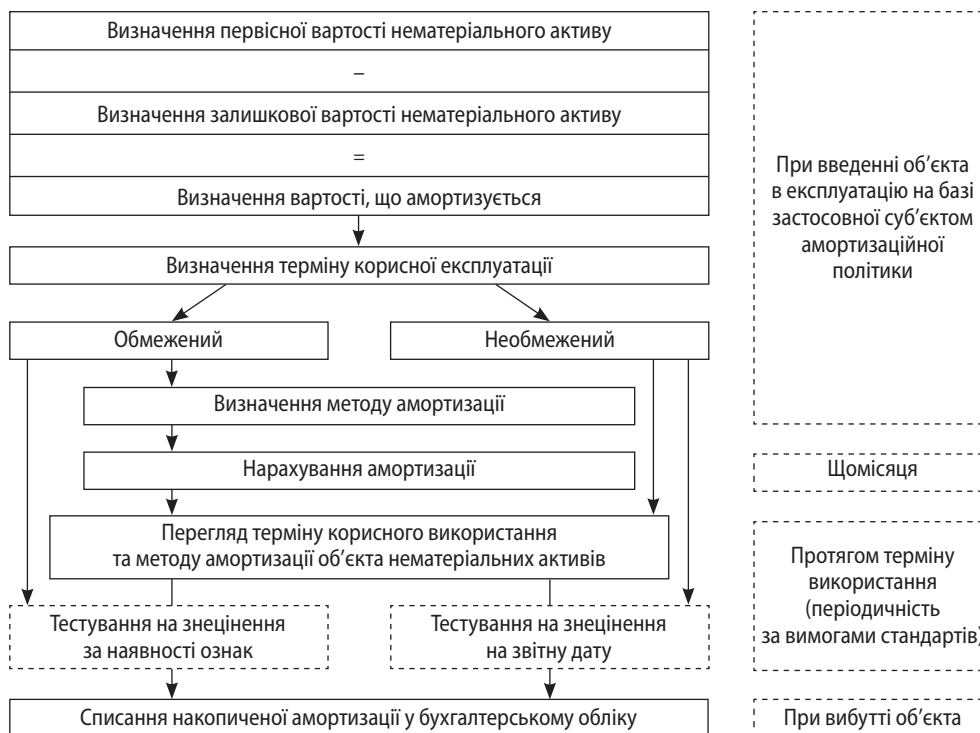 Визначення первісної вартості нематеріального активу
–
Визначення залишкової вартості нематеріального активу
=
Визначення вартості, що амортизується
Визначення терміну корисної експлуатації
Обмежений
Необмежений
Визначення методу амортизації
Нарахування амортизації
Перегляд терміну корисного використання
та методу амортизації об’єкта нематеріальних активів
Тестування на знецінення
за наявності ознак
Тестування на знецінення
на звітну дату
Списання накопиченої амортизації у бухгалтерському обліку
При введенні об’єкта
в експлуатацію на базі
застосовної суб’єктом
амортизаційної
політики
Щомісяця
Протягом терміну
використання
(періодичність
за вимогами стандартів)
При вибутті об’єкта